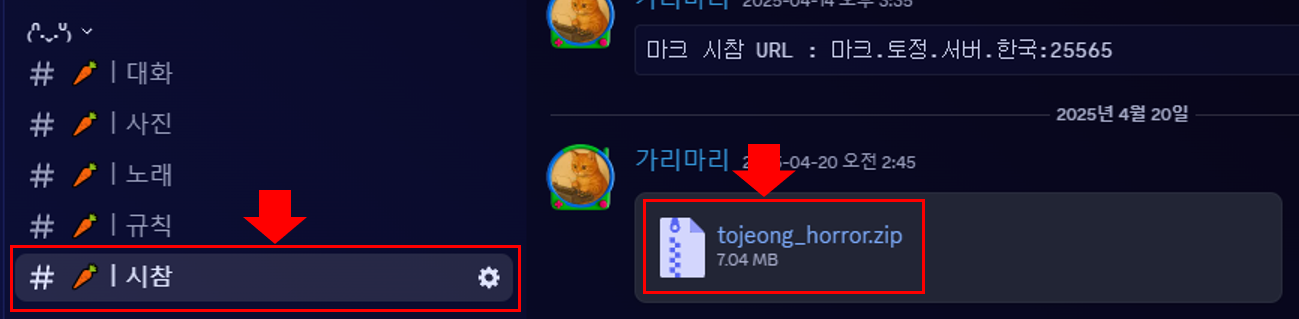 # | 대화
# | 사진
# | 노래
# | 규칙
# | 시참
가리마리 2025-04-14 오후 3:35
마크 시참 URL : 마크.토정.서버.한국:25565
2025년 4월 20일
가리마리 2025-04-20 오전 2:45
tojeong_horror.zip
7.04 MB